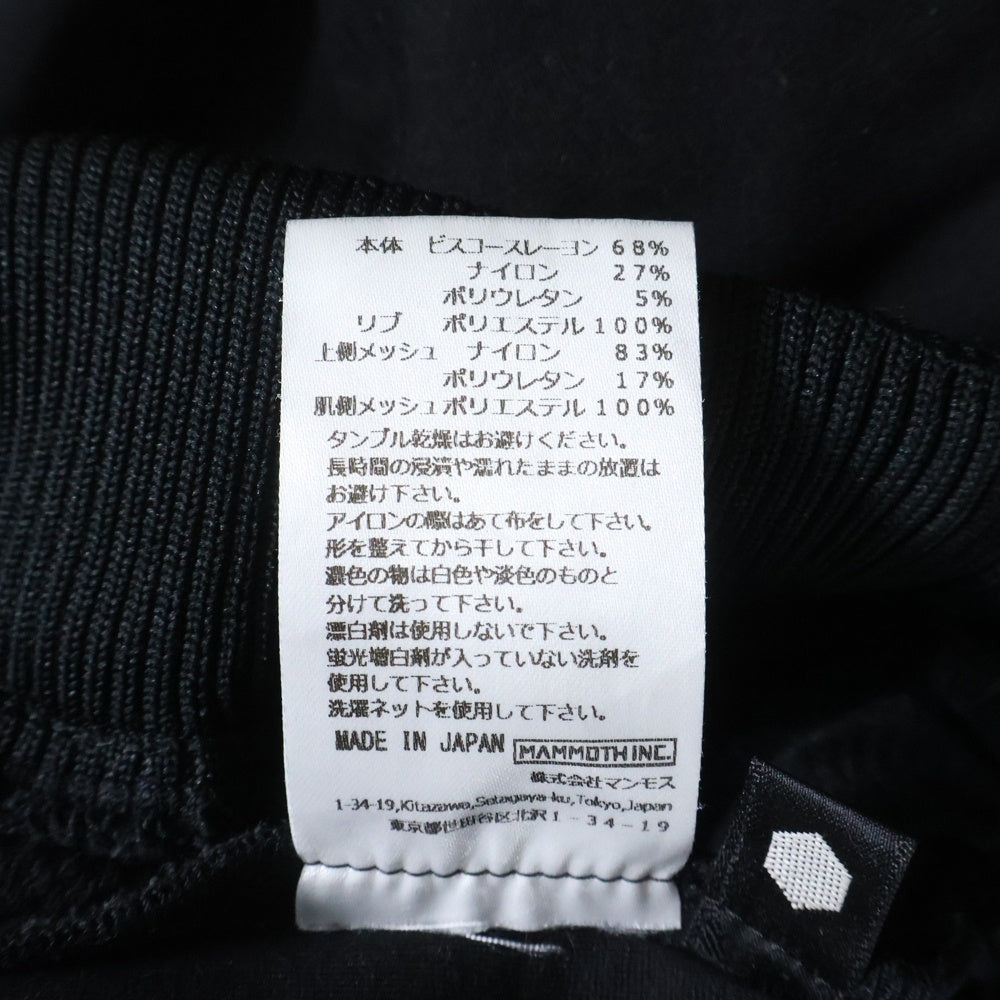 本体 ビスコースレーヨン 68%
ナイロン 27%
ポリウレタン 5%
リブ ポリエステル 100%
上側メッシュ ナイロン 83%
ポリウレタン 17%
肌側メッシュ ポリエステル 100%
タンブル乾燥はお避けください。
長時間の浸漬や濡れたままの放置は
お避け下さい。
アイロンの際はあて布をして下さい。
形を整えてから干して下さい。
濃色の物は白色や淡色のものと
分けて洗って下さい。
漂白剤は使用しないで下さい。
蛍光増白剤が入っていない洗剤を
使用して下さい。
洗濯ネットを使用して下さい。
MADE IN JAPAN MAMMOTH INC.
株式会社マンモス
1-34-19,Kitazawa,Setagaya-ku,Tokyo,Japan
東京都世田谷区北沢1-34-19